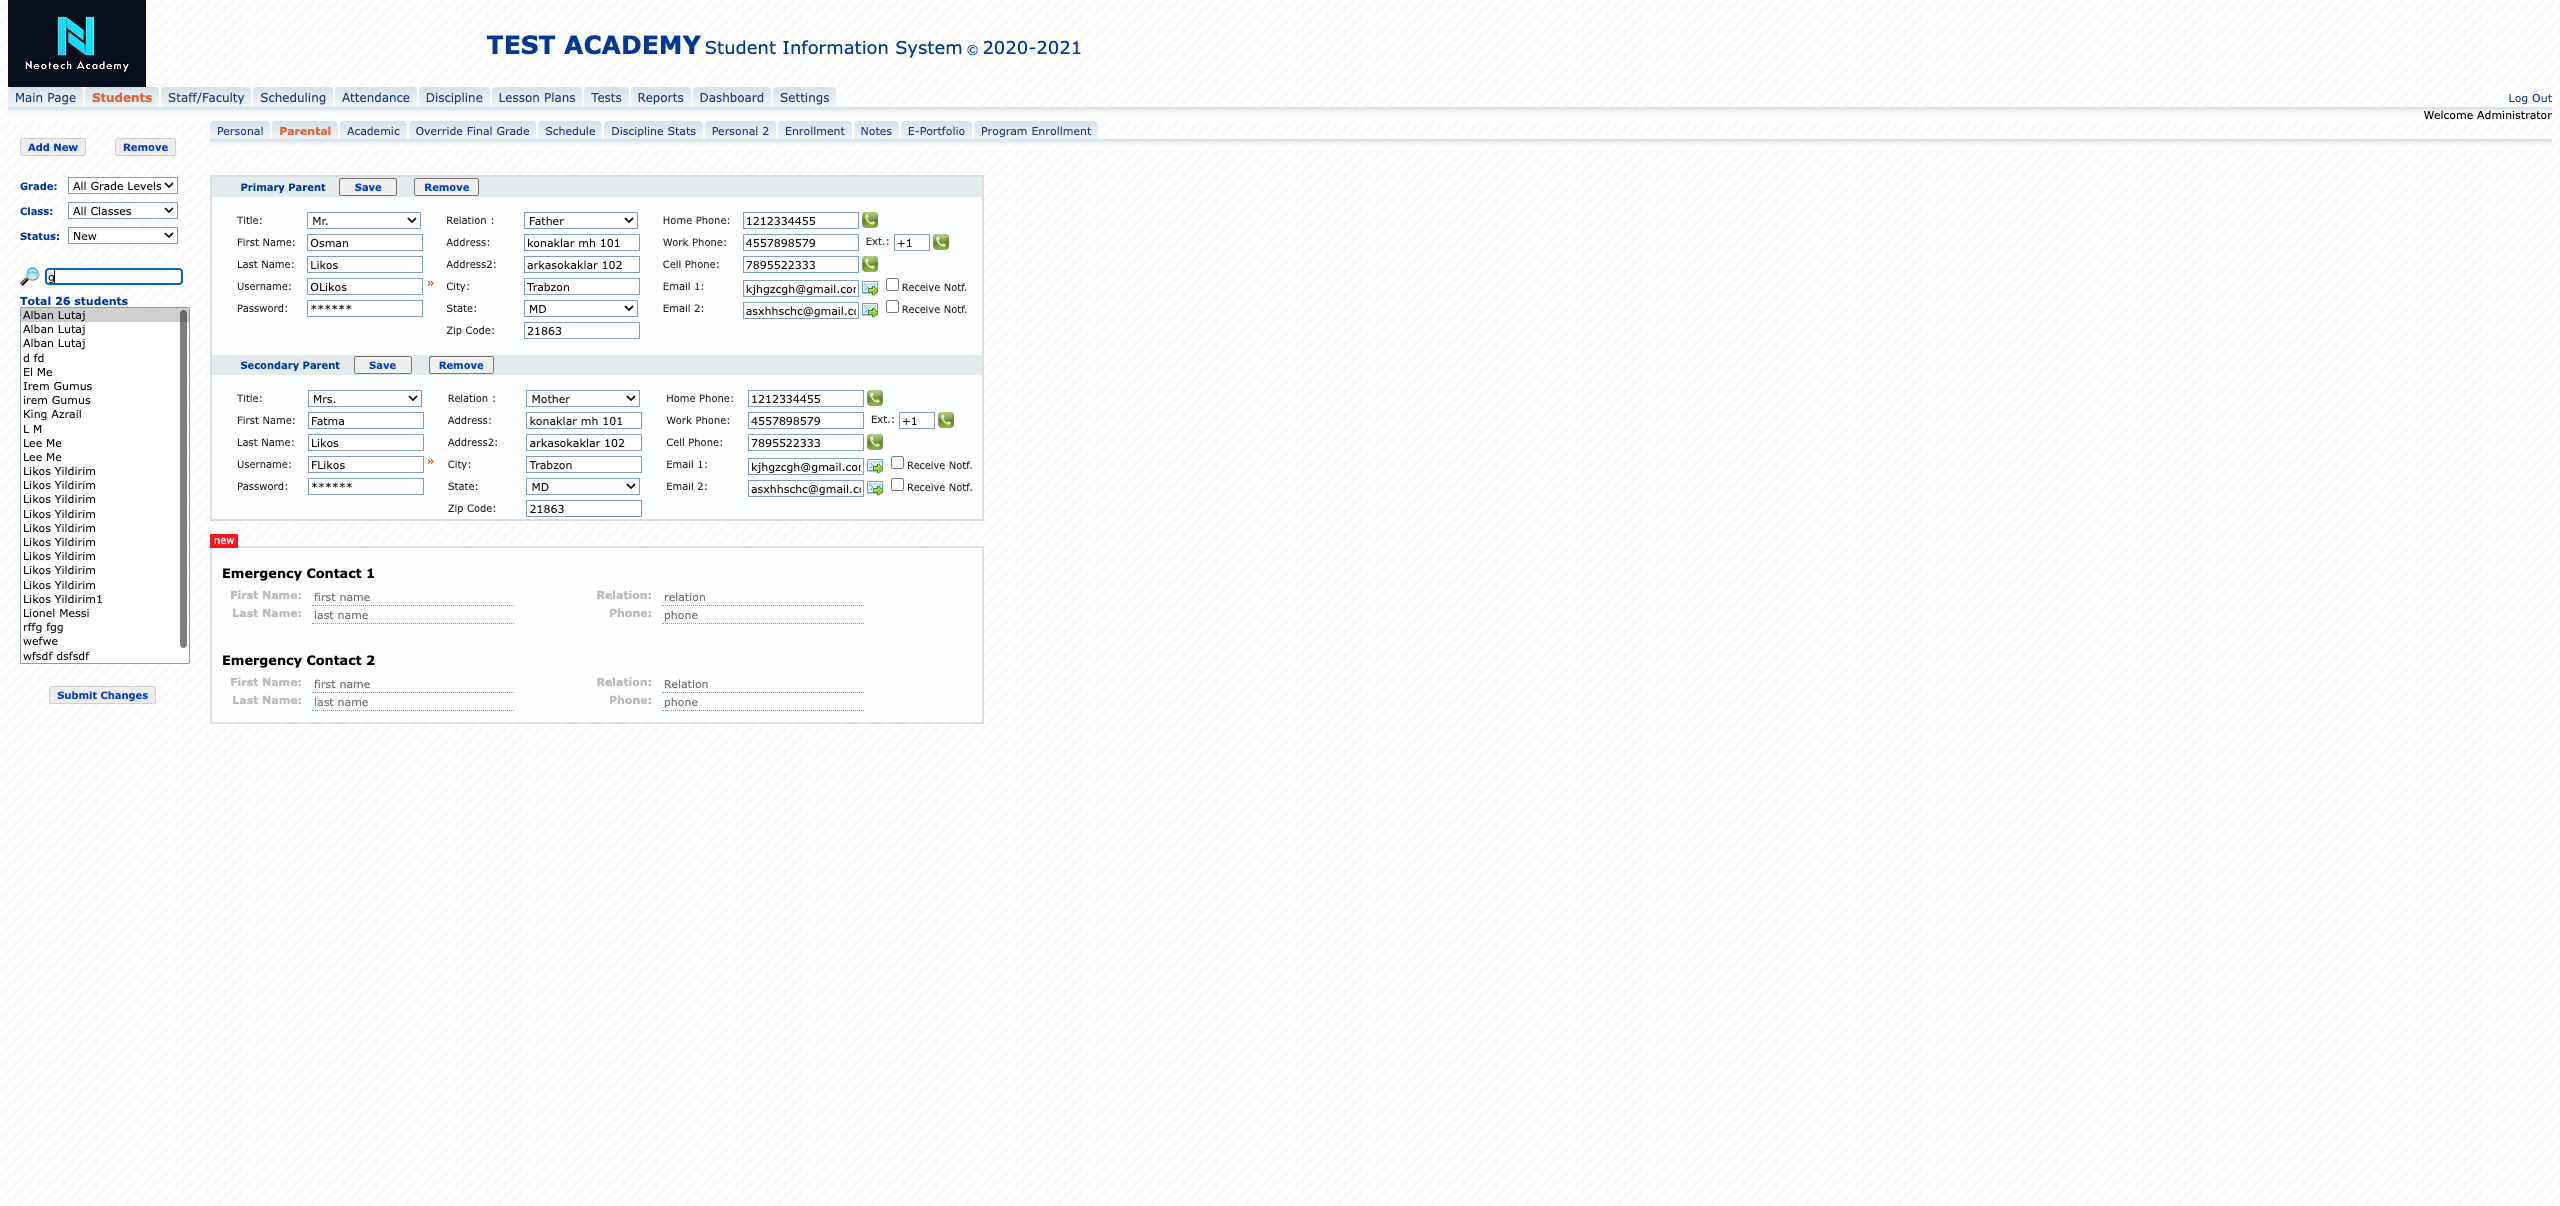 Neotech Academy
TEST ACADEMY Student Information System © 2020-2021
Main Page Students Staff/Faculty Scheduling Attendance Discipline Lesson Plans Tests Reports Dashboard Settings
Log Out
Welcome Administrator
Personal Parental Academic Override Final Grade Schedule Discipline Stats Personal 2 Enrollment Notes E-Portfolio Program Enrollment
Add New Remove
Grade: All Grade Levels
Class: All Classes
Status: New
g
Total 26 students
Alban Lutaj
Alban Lutaj
Alban Lutaj
d fd
El Me
Irem Gumus
irem Gumus
King Azrail
L M
Lee Me
Lee Me
Likos Yildirim
Likos Yildirim
Likos Yildirim
Likos Yildirim
Likos Yildirim
Likos Yildirim
Likos Yildirim
Likos Yildirim
Likos Yildirim
Likos Yildirim1
Lionel Messi
rffg fgg
wefwe
wfsdf dsfsdf
Submit Changes
Primary Parent Save Remove
Title: Mr. Relation : Father Home Phone: 1212334455
First Name: Osman Address: konaklar mh 101 Work Phone: 4557898579 Ext.: +1
Last Name: Likos Address2: arkasokaklar 102 Cell Phone: 7895522333
Username: OLikos » City: Trabzon Email 1: kjhgzcgh@gmail.cor Receive Notf.
Password: ****** State: MD Email 2: asxhhschc@gmail.cc Receive Notf.
Zip Code: 21863
Secondary Parent Save Remove
Title: Mrs. Relation : Mother Home Phone: 1212334455
First Name: Fatma Address: konaklar mh 101 Work Phone: 4557898579 Ext.: +1
Last Name: Likos Address2: arkasokaklar 102 Cell Phone: 7895522333
Username: FLikos » City: Trabzon Email 1: kjhgzcgh@gmail.cor Receive Notf.
Password: ****** State: MD Email 2: asxhhschc@gmail.cc Receive Notf.
Zip Code: 21863
new
Emergency Contact 1
First Name: first name Relation: relation
Last Name: last name Phone: phone
Emergency Contact 2
First Name: first name Relation: Relation
Last Name: last name Phone: phone